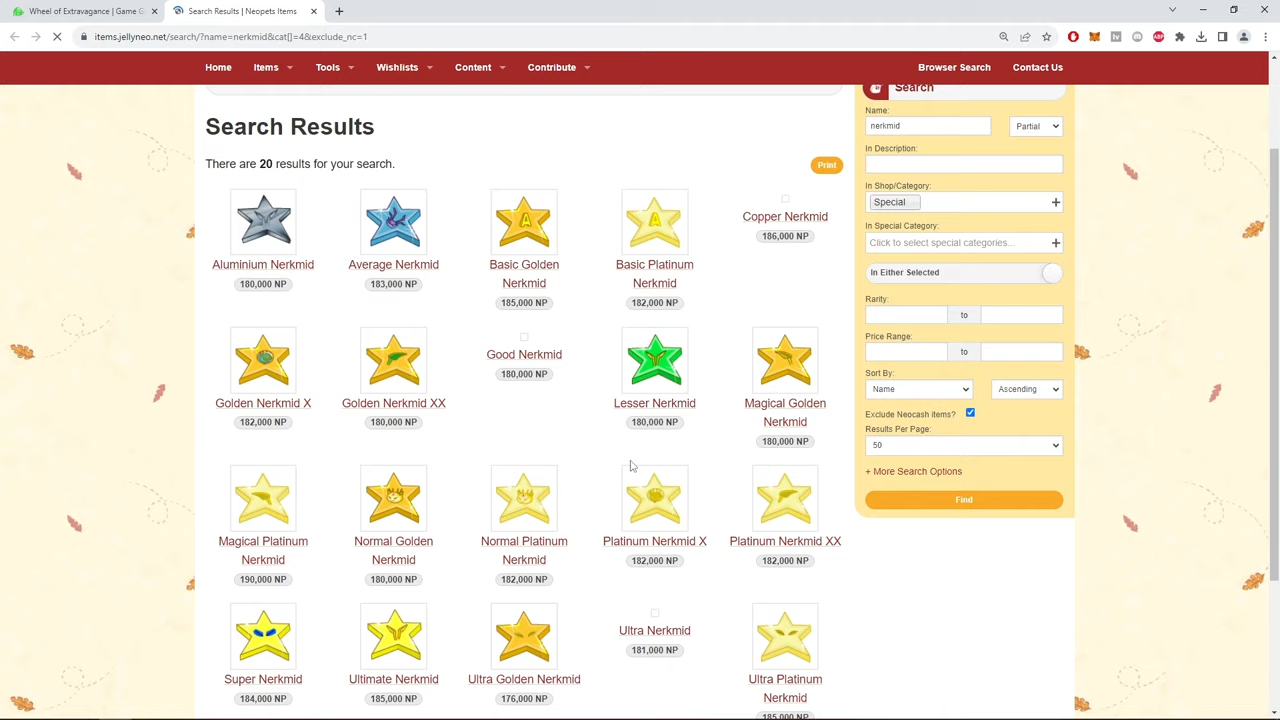 Wheel of Extravagance | Game G
Search Results | Neopets Items
items.jellyneo.net/search/?name=nerkmid&cat[]=4&exclude_nc=1
Home Items Tools Wishlists Content Contribute Browser Search Contact Us
Search Results
There are 20 results for your search.
Print
Aluminium Nerkmid
180,000 NP
Average Nerkmid
183,000 NP
Basic Golden
Nerkmid
185,000 NP
Basic Platinum
Nerkmid
182,000 NP
Copper Nerkmid
186,000 NP
Golden Nerkmid X
182,000 NP
Golden Nerkmid XX
180,000 NP
Good Nerkmid
180,000 NP
Lesser Nerkmid
180,000 NP
Magical Golden
Nerkmid
180,000 NP
Magical Platinum
Nerkmid
190,000 NP
Normal Golden
Nerkmid
180,000 NP
Normal Platinum
Nerkmid
182,000 NP
Platinum Nerkmid X
182,000 NP
Platinum Nerkmid XX
182,000 NP
Super Nerkmid
184,000 NP
Ultimate Nerkmid
185,000 NP
Ultra Golden Nerkmid
176,000 NP
Ultra Nerkmid
181,000 NP
Ultra Platinum
Nerkmid
185,000 NP
Search
Name:
nerkmid Partial
In Description:
In Shop/Category:
Special +
In Special Category:
Click to select special categories... +
In Either Selected
Rarity:
to
Price Range:
to
Sort By:
Name Ascending
Exclude Neocash items?
Results Per Page:
50
+ More Search Options
Find